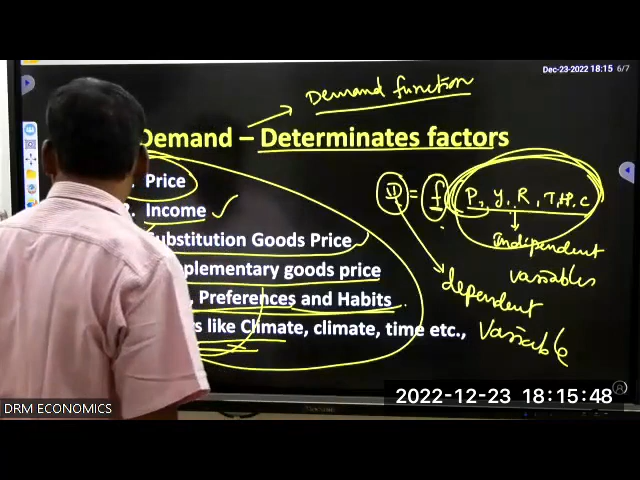 Dec-23-2022 18:15 6/7
Demand function
Demand – Determinates factors
Price
2. Income
Substitution Goods Price
plementary goods price
, Preferences and Habits
s like Climate, climate, time etc.,
D = f P, Y, R, T, H, C
independent
variables
dependent
variable
2022-12-23 18:15:48
DRM ECONOMICS